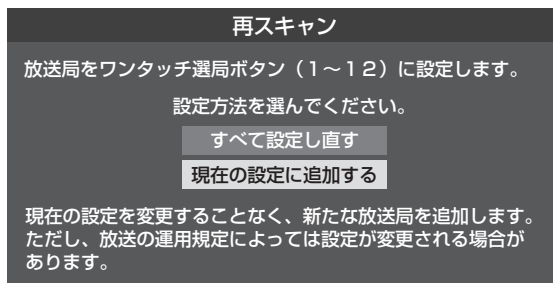 再スキャン
放送局をワンタッチ選局ボタン（1～12）に設定します。
設定方法を選んでください。
すべて設定し直す
現在の設定に追加する
現在の設定を変更することなく、新たな放送局を追加します。
ただし、放送の運用規定によっては設定が変更される場合が
あります。